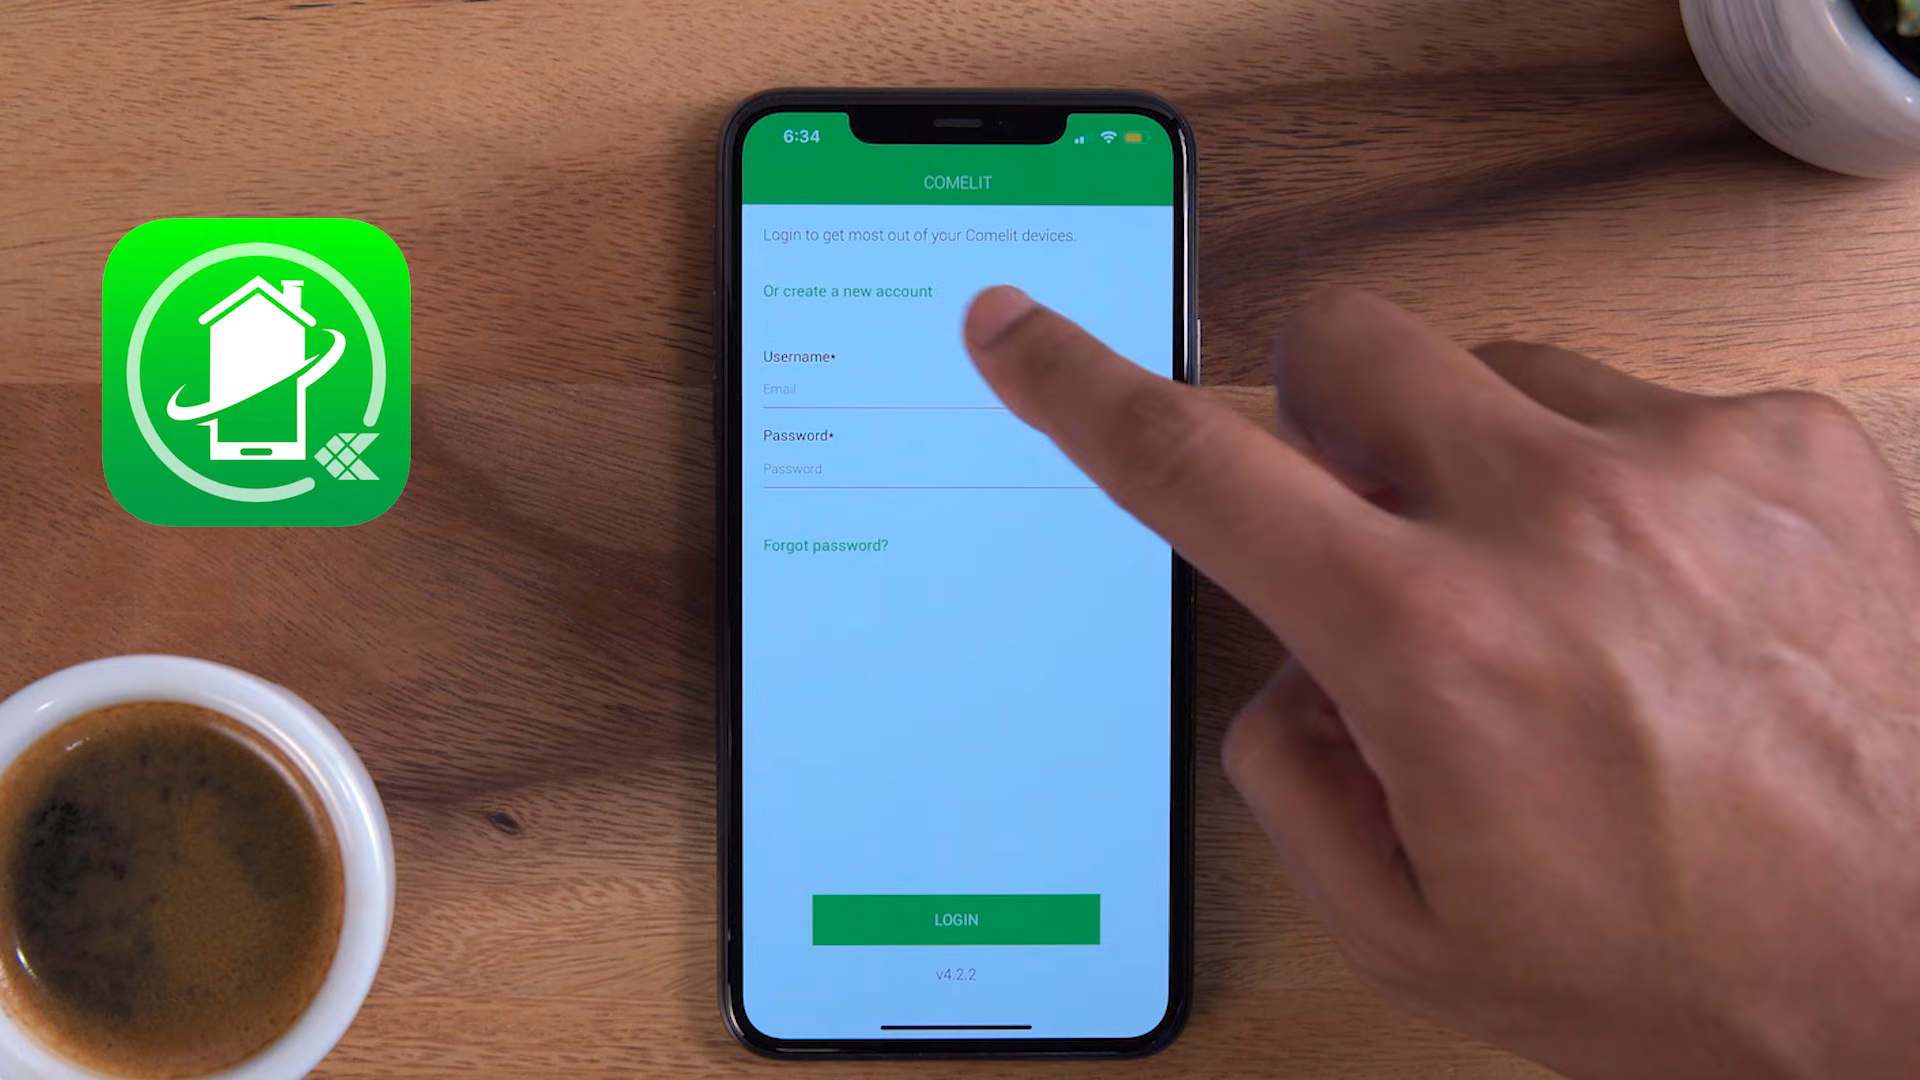 6:34
COMELIT
Login to get most out of your Comelit devices.
Or create a new account
Username*
Email
Password*
Password
Forgot password?
LOGIN
v4.2.2